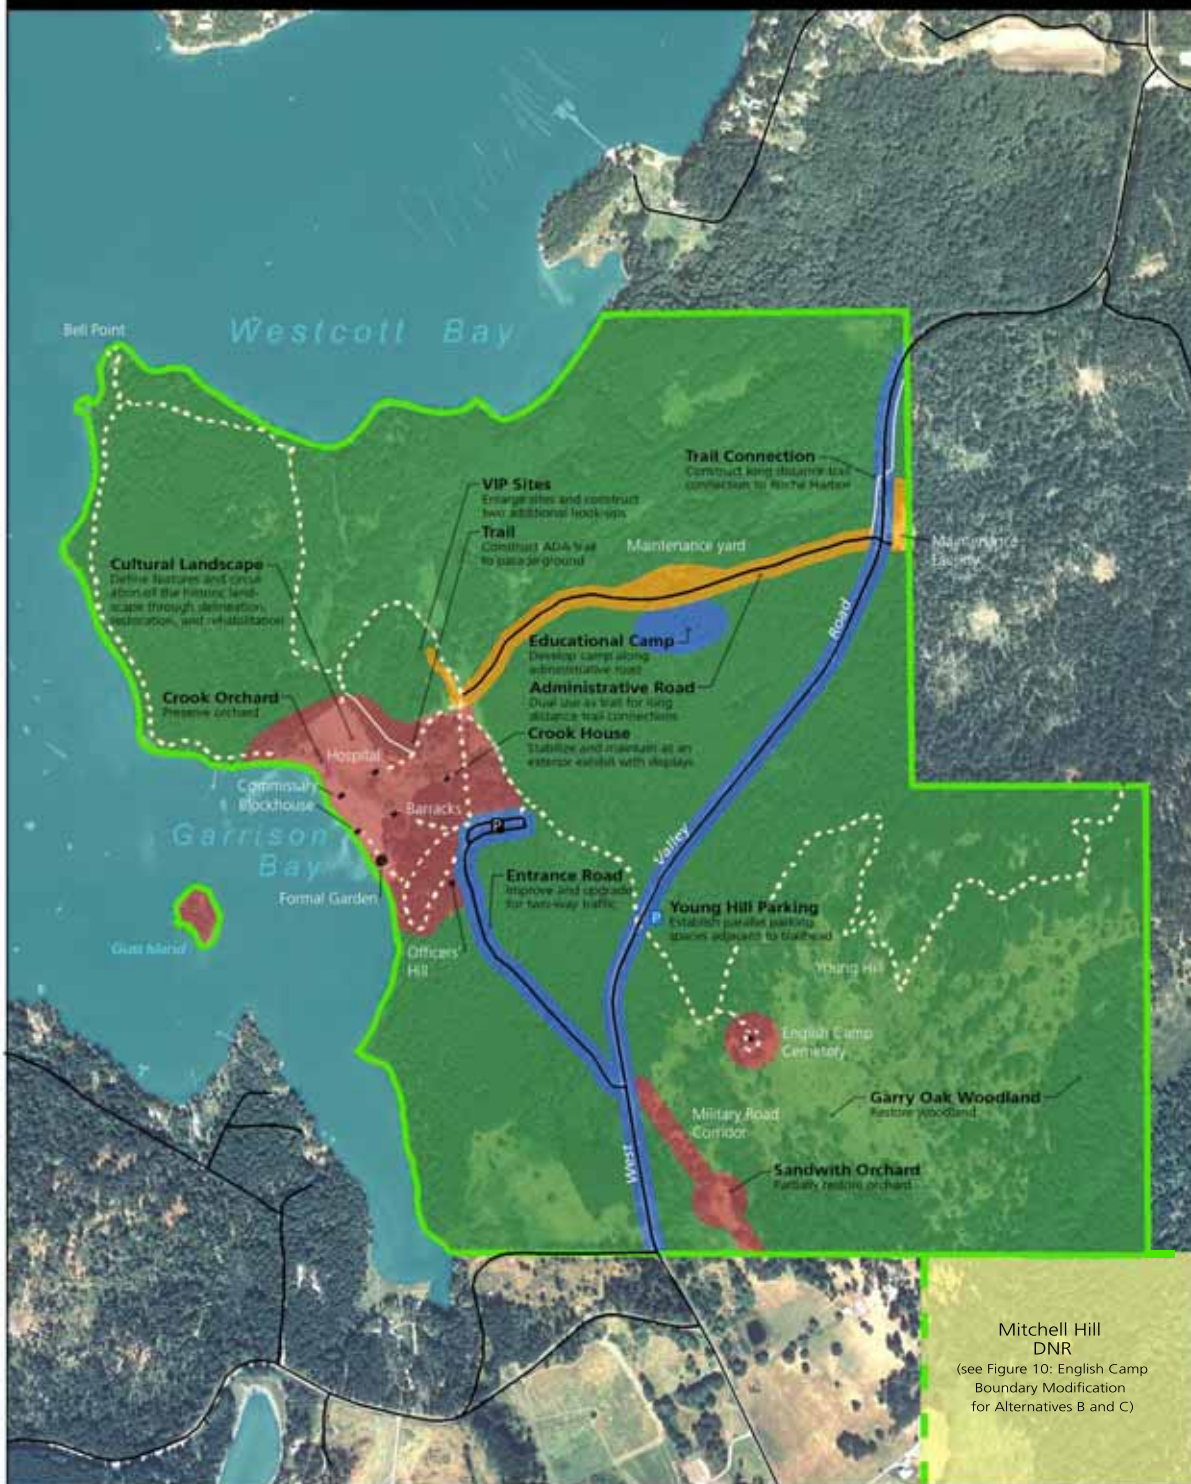 Bell Point
Westcott Bay
Trail Connection
Construct long distance trail
connection to Roche Harbor
VIP Sites
Enlarge sites and construct
two additional hook-ups
Trail
Construct ADA trail
to parade ground
Maintenance yard
Maintenance
Facility
Cultural Landscape
Define features and circul-
ation of the historic land-
scape through delineation,
restoration, and rehabilitation
Educational Camp
Develop camp along
administrative road
Administrative Road
Dual use as trail for long
distance trail connections
Crook Orchard
Preserve orchard
Crook House
Stabilize and maintain as an
exterior exhibit with displays
Hospital
Commissary
Blockhouse
Barracks
P
Garrison
Bay
Formal Garden
Entrance Road
Improve and upgrade
for two-way traffic
West
Valley
Road
P
Young Hill Parking
Establish parallel parking
spaces adjacent to trailhead
Guss Island
Officers'
Hill
Young Hill
English Camp
Cemetery
Garry Oak Woodland
Restore woodland
Military Road
Corridor
Sandwith Orchard
Partially restore orchard
Mitchell Hill
DNR
(see Figure 10: English Camp
Boundary Modification
for Alternatives B and C)